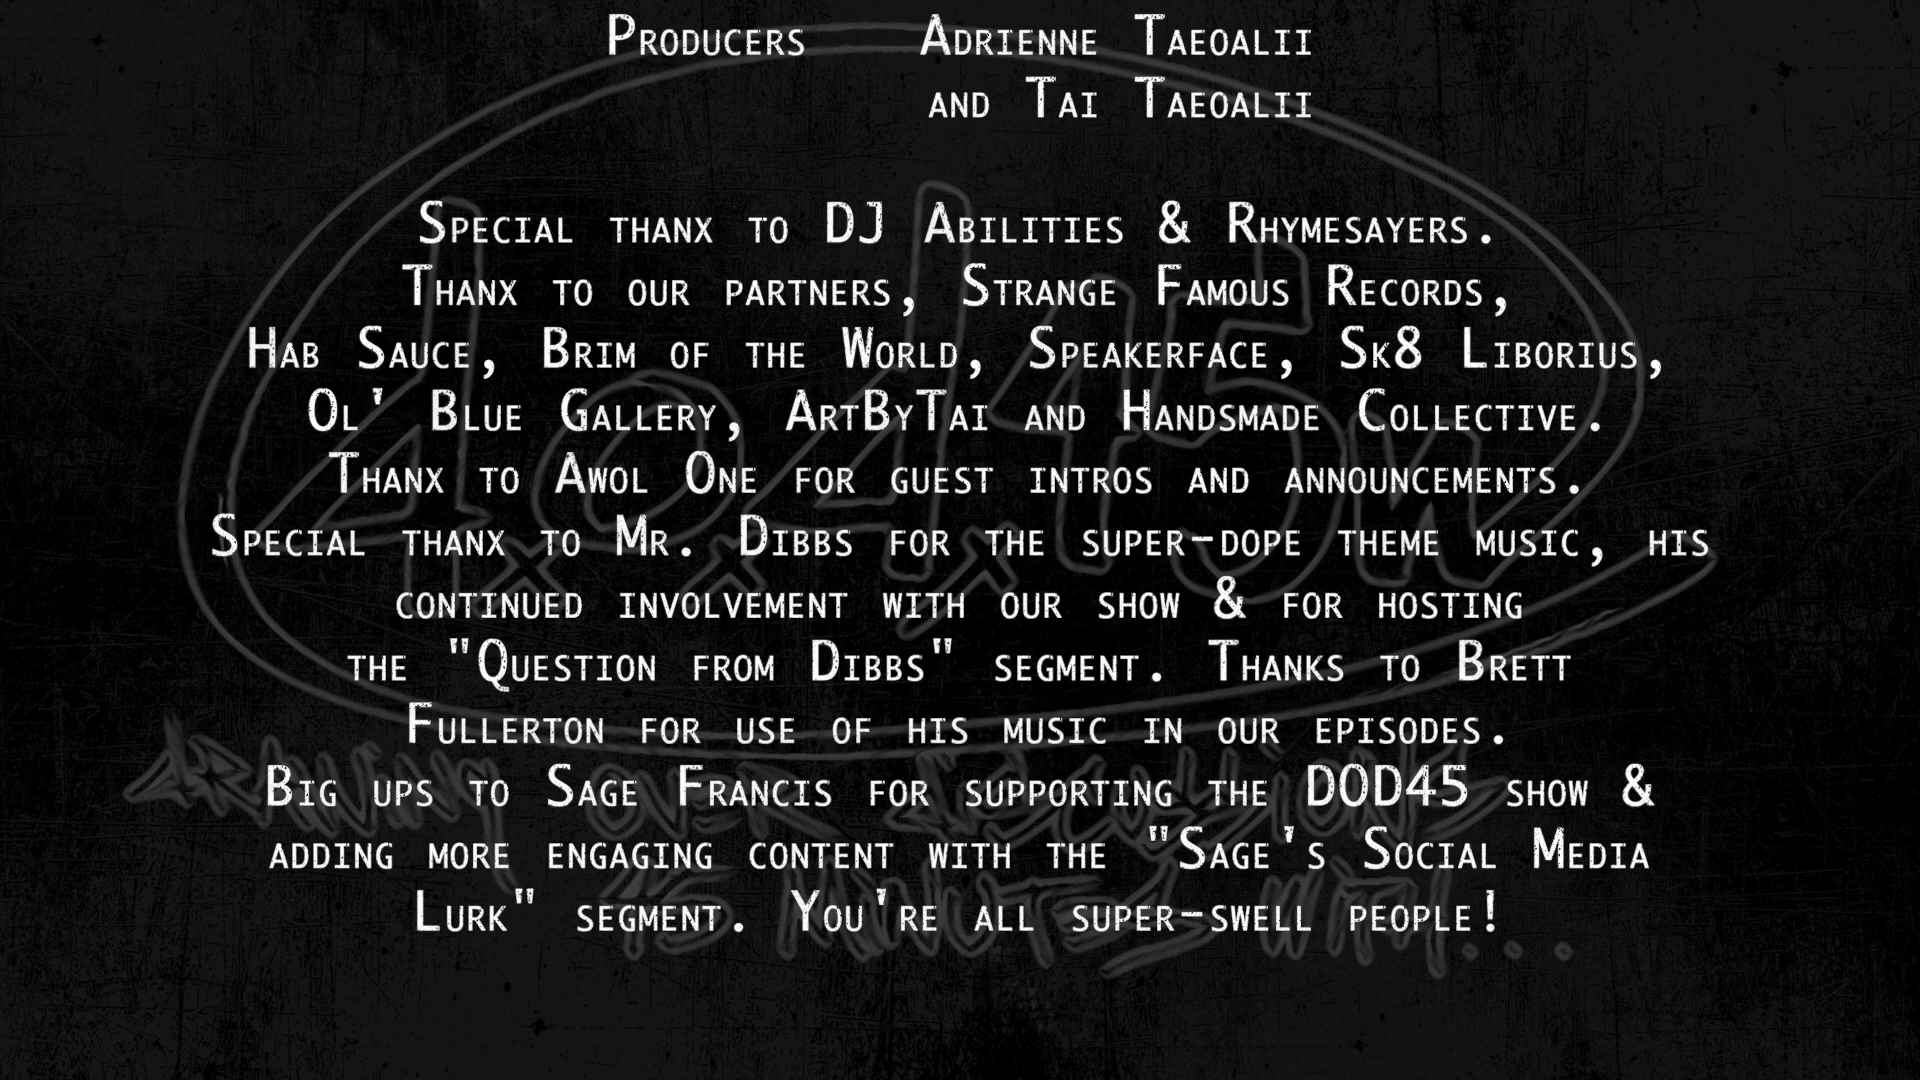 Producers Adrienne Taeoalii
and Tai Taeoalii
Special thanx to DJ Abilities & Rhymesayers.
Thanx to our partners, Strange Famous Records,
Hab Sauce, Brim of the World, Speakerface, Sk8 Liborius,
Ol' Blue Gallery, ArtByTai and Handsmade Collective.
Thanx to Awol One for guest intros and announcements.
Special thanx to Mr. Dibbs for the super-dope theme music, his
continued involvement with our show & for hosting
the "Question from Dibbs" segment. Thanks to Brett
Fullerton for use of his music in our episodes.
Big ups to Sage Francis for supporting the DOD45 show &
adding more engaging content with the "Sage's Social Media
Lurk" segment. You're all super-swell people!